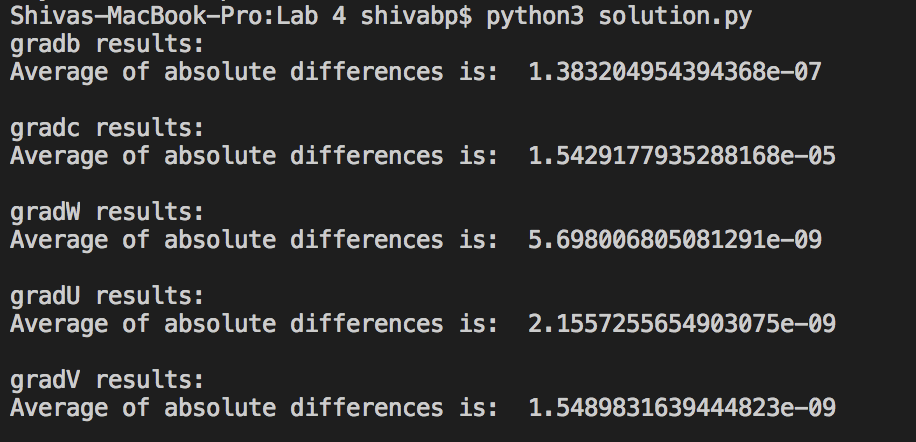 Shivas-MacBook-Pro:Lab 4 shivabp$ python3 solution.py
gradb results:
Average of absolute differences is:  1.383204954394368e-07
gradc results:
Average of absolute differences is:  1.5429177935288168e-05
gradW results:
Average of absolute differences is:  5.698006805081291e-09
gradU results:
Average of absolute differences is:  2.1557255654903075e-09
gradV results:
Average of absolute differences is:  1.5489831639444823e-09